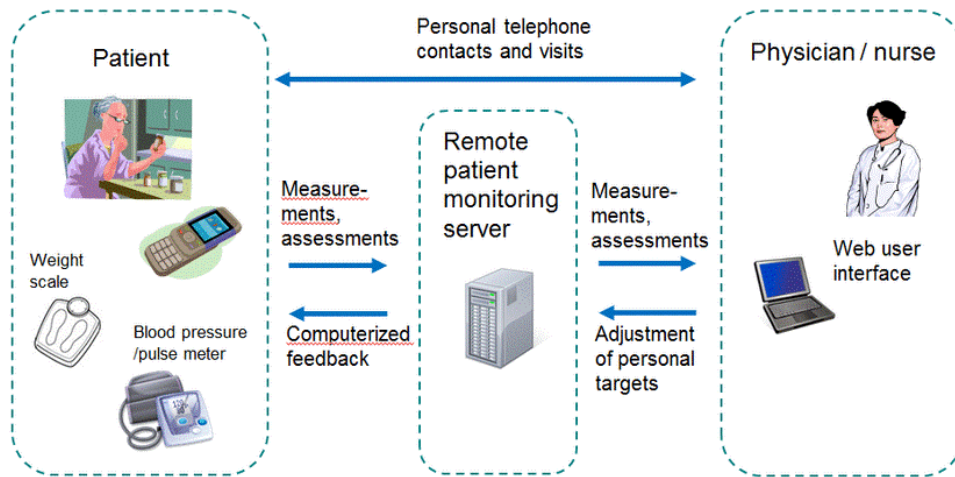 Patient
Personal telephone
contacts and visits
Physician / nurse
Remote
patient
monitoring
server
Measure-
ments,
assessments
Measure-
ments,
assessments
Weight
scale
Web user
interface
Blood pressure
/pulse meter
Computerized
feedback
Adjustment
of personal
targets